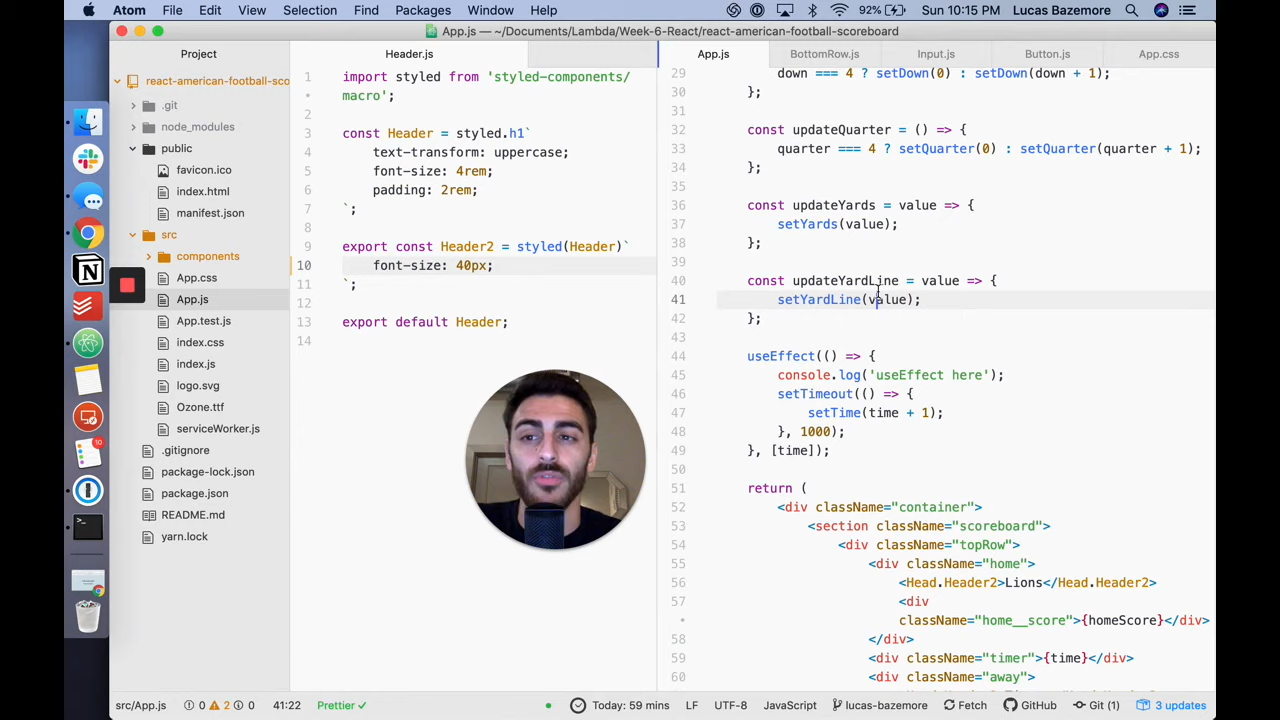 Atom File Edit View Selection Find Packages Window Help 92% Sun 10:15 PM Lucas Bazemore
App.js — ~/Documents/Lambda/Week-6-React/react-american-football-scoreboard
Project
react-american-football-sco
.git
node_modules
public
favicon.ico
index.html
manifest.json
src
components
App.css
App.js
App.test.js
index.css
index.js
logo.svg
Ozone.ttf
serviceWorker.js
.gitignore
package-lock.json
package.json
README.md
yarn.lock
10
Header.js
1 import styled from 'styled-components/
• macro';
2
3 const Header = styled.h1`
4 text-transform: uppercase;
5 font-size: 4rem;
6 padding: 2rem;
7 `;
8
9 export const Header2 = styled(Header)`
10 font-size: 40px;
11 `;
12
13 export default Header;
14
App.js BottomRow.js Input.js Button.js App.css
29 down === 4 ? setDown(0) : setDown(down + 1);
30 };
31
32 const updateQuarter = () => {
33 quarter === 4 ? setQuarter(0) : setQuarter(quarter + 1);
34 };
35
36 const updateYards = value => {
37 setYards(value);
38 };
39
40 const updateYardLine = value => {
41 setYardLine(value);
42 };
43
44 useEffect(() => {
45 console.log('useEffect here');
46 setTimeout(() => {
47 setTime(time + 1);
48 }, 1000);
49 }, [time]);
50
51 return (
52 <div className="container">
53 <section className="scoreboard">
54 <div className="topRow">
55 <div className="home">
56 <Head.Header2>Lions</Head.Header2>
57 <div
• className="home__score">{homeScore}</div>
58 </div>
59 <div className="timer">{time}</div>
60 <div className="away">
src/App.js 0 2 0 Prettier ✓ 41:22 Today: 59 mins LF UTF-8 JavaScript lucas-bazemore Fetch GitHub Git (1) 3 updates